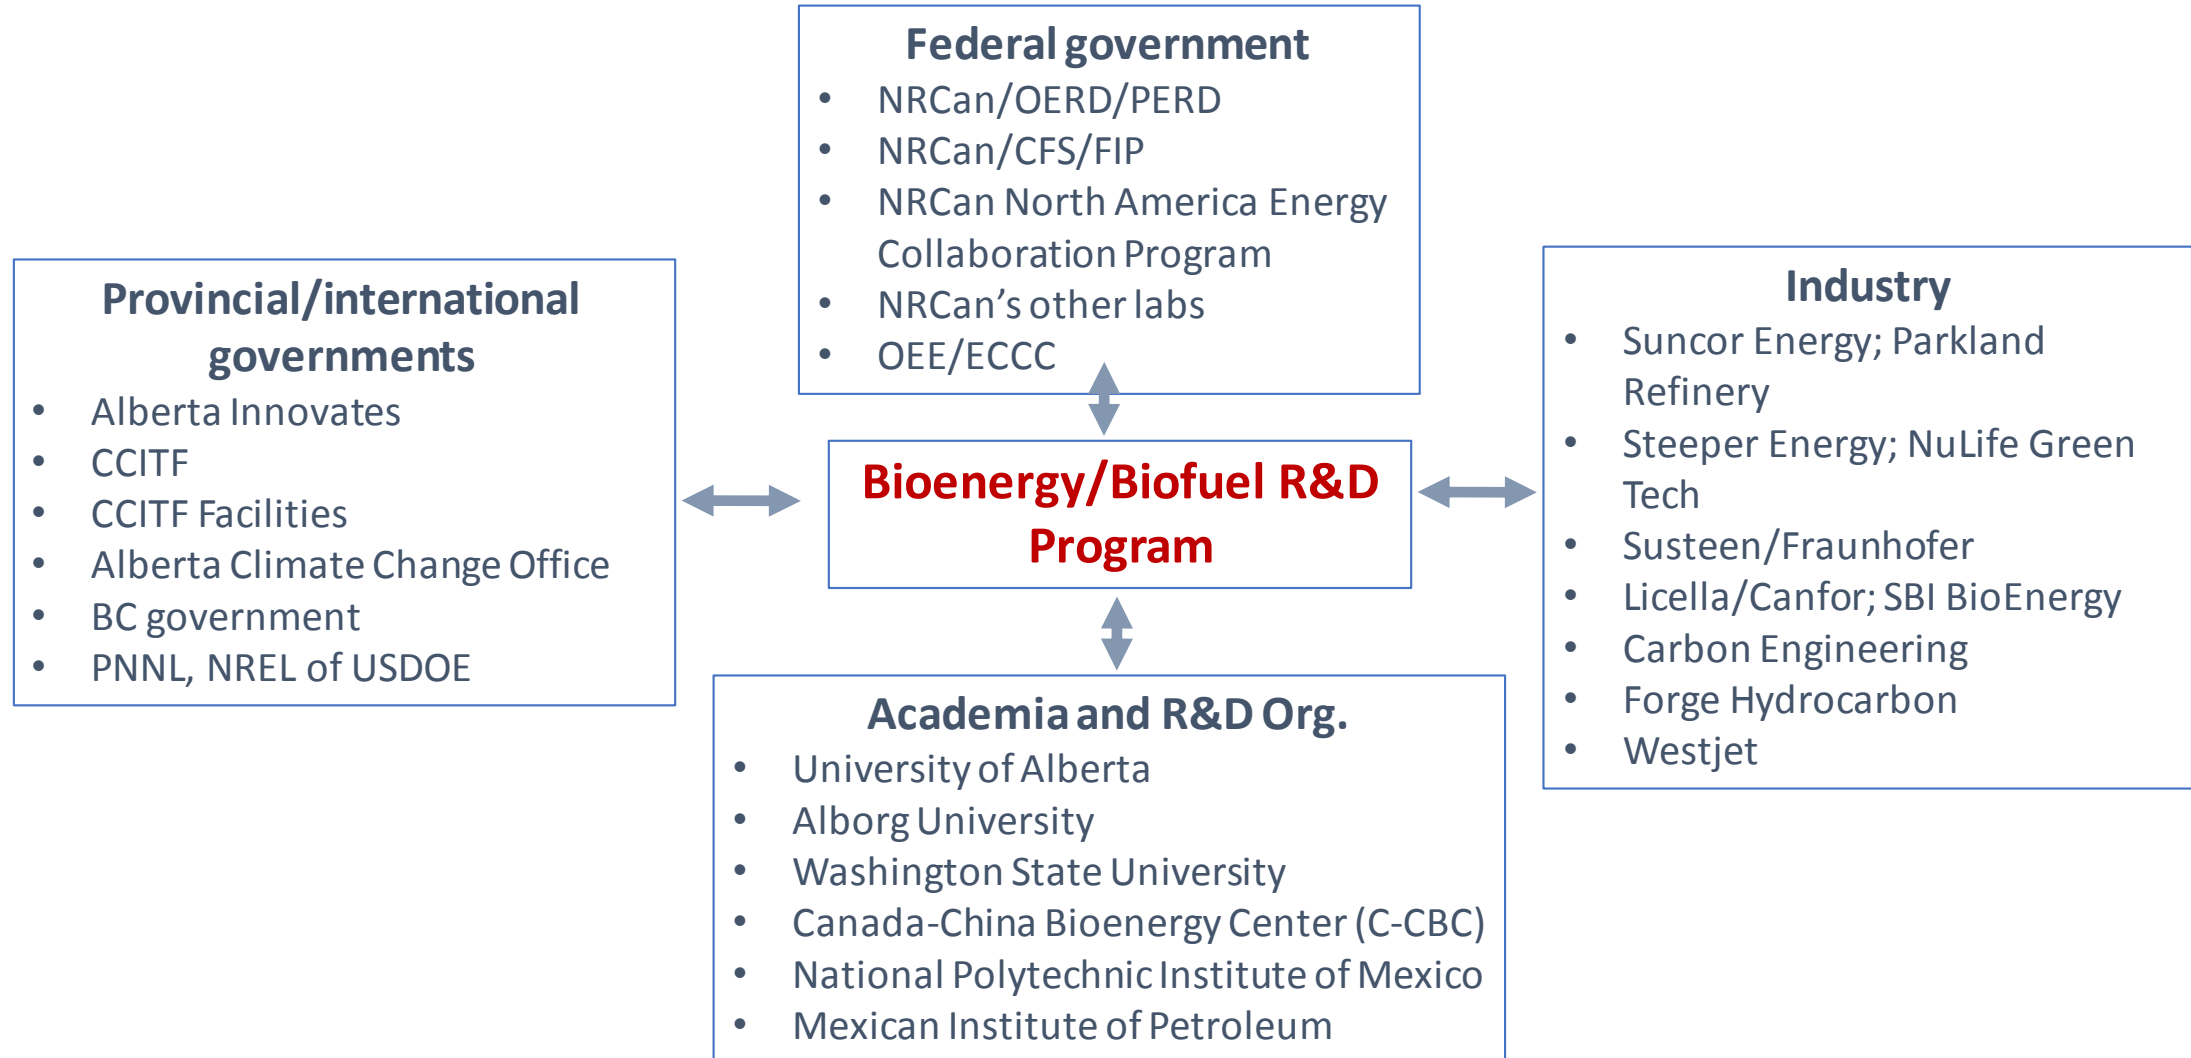 Federal government
• NRCan/OERD/PERD
• NRCan/CFS/FIP
• NRCan North America Energy
Collaboration Program
• NRCan’s other labs
• OEE/ECCC
Provincial/international
governments
• Alberta Innovates
• CCITF
• CCITF Facilities
• Alberta Climate Change Office
• BC government
• PNNL, NREL of USDOE
Bioenergy/Biofuel R&D
Program
Industry
• Suncor Energy; Parkland
Refinery
• Steeper Energy; NuLife Green
Tech
• Susteen/Fraunhofer
• Licella/Canfor; SBI BioEnergy
• Carbon Engineering
• Forge Hydrocarbon
• Westjet
Academia and R&D Org.
• University of Alberta
• Alborg University
• Washington State University
• Canada-China Bioenergy Center (C-CBC)
• National Polytechnic Institute of Mexico
• Mexican Institute of Petroleum